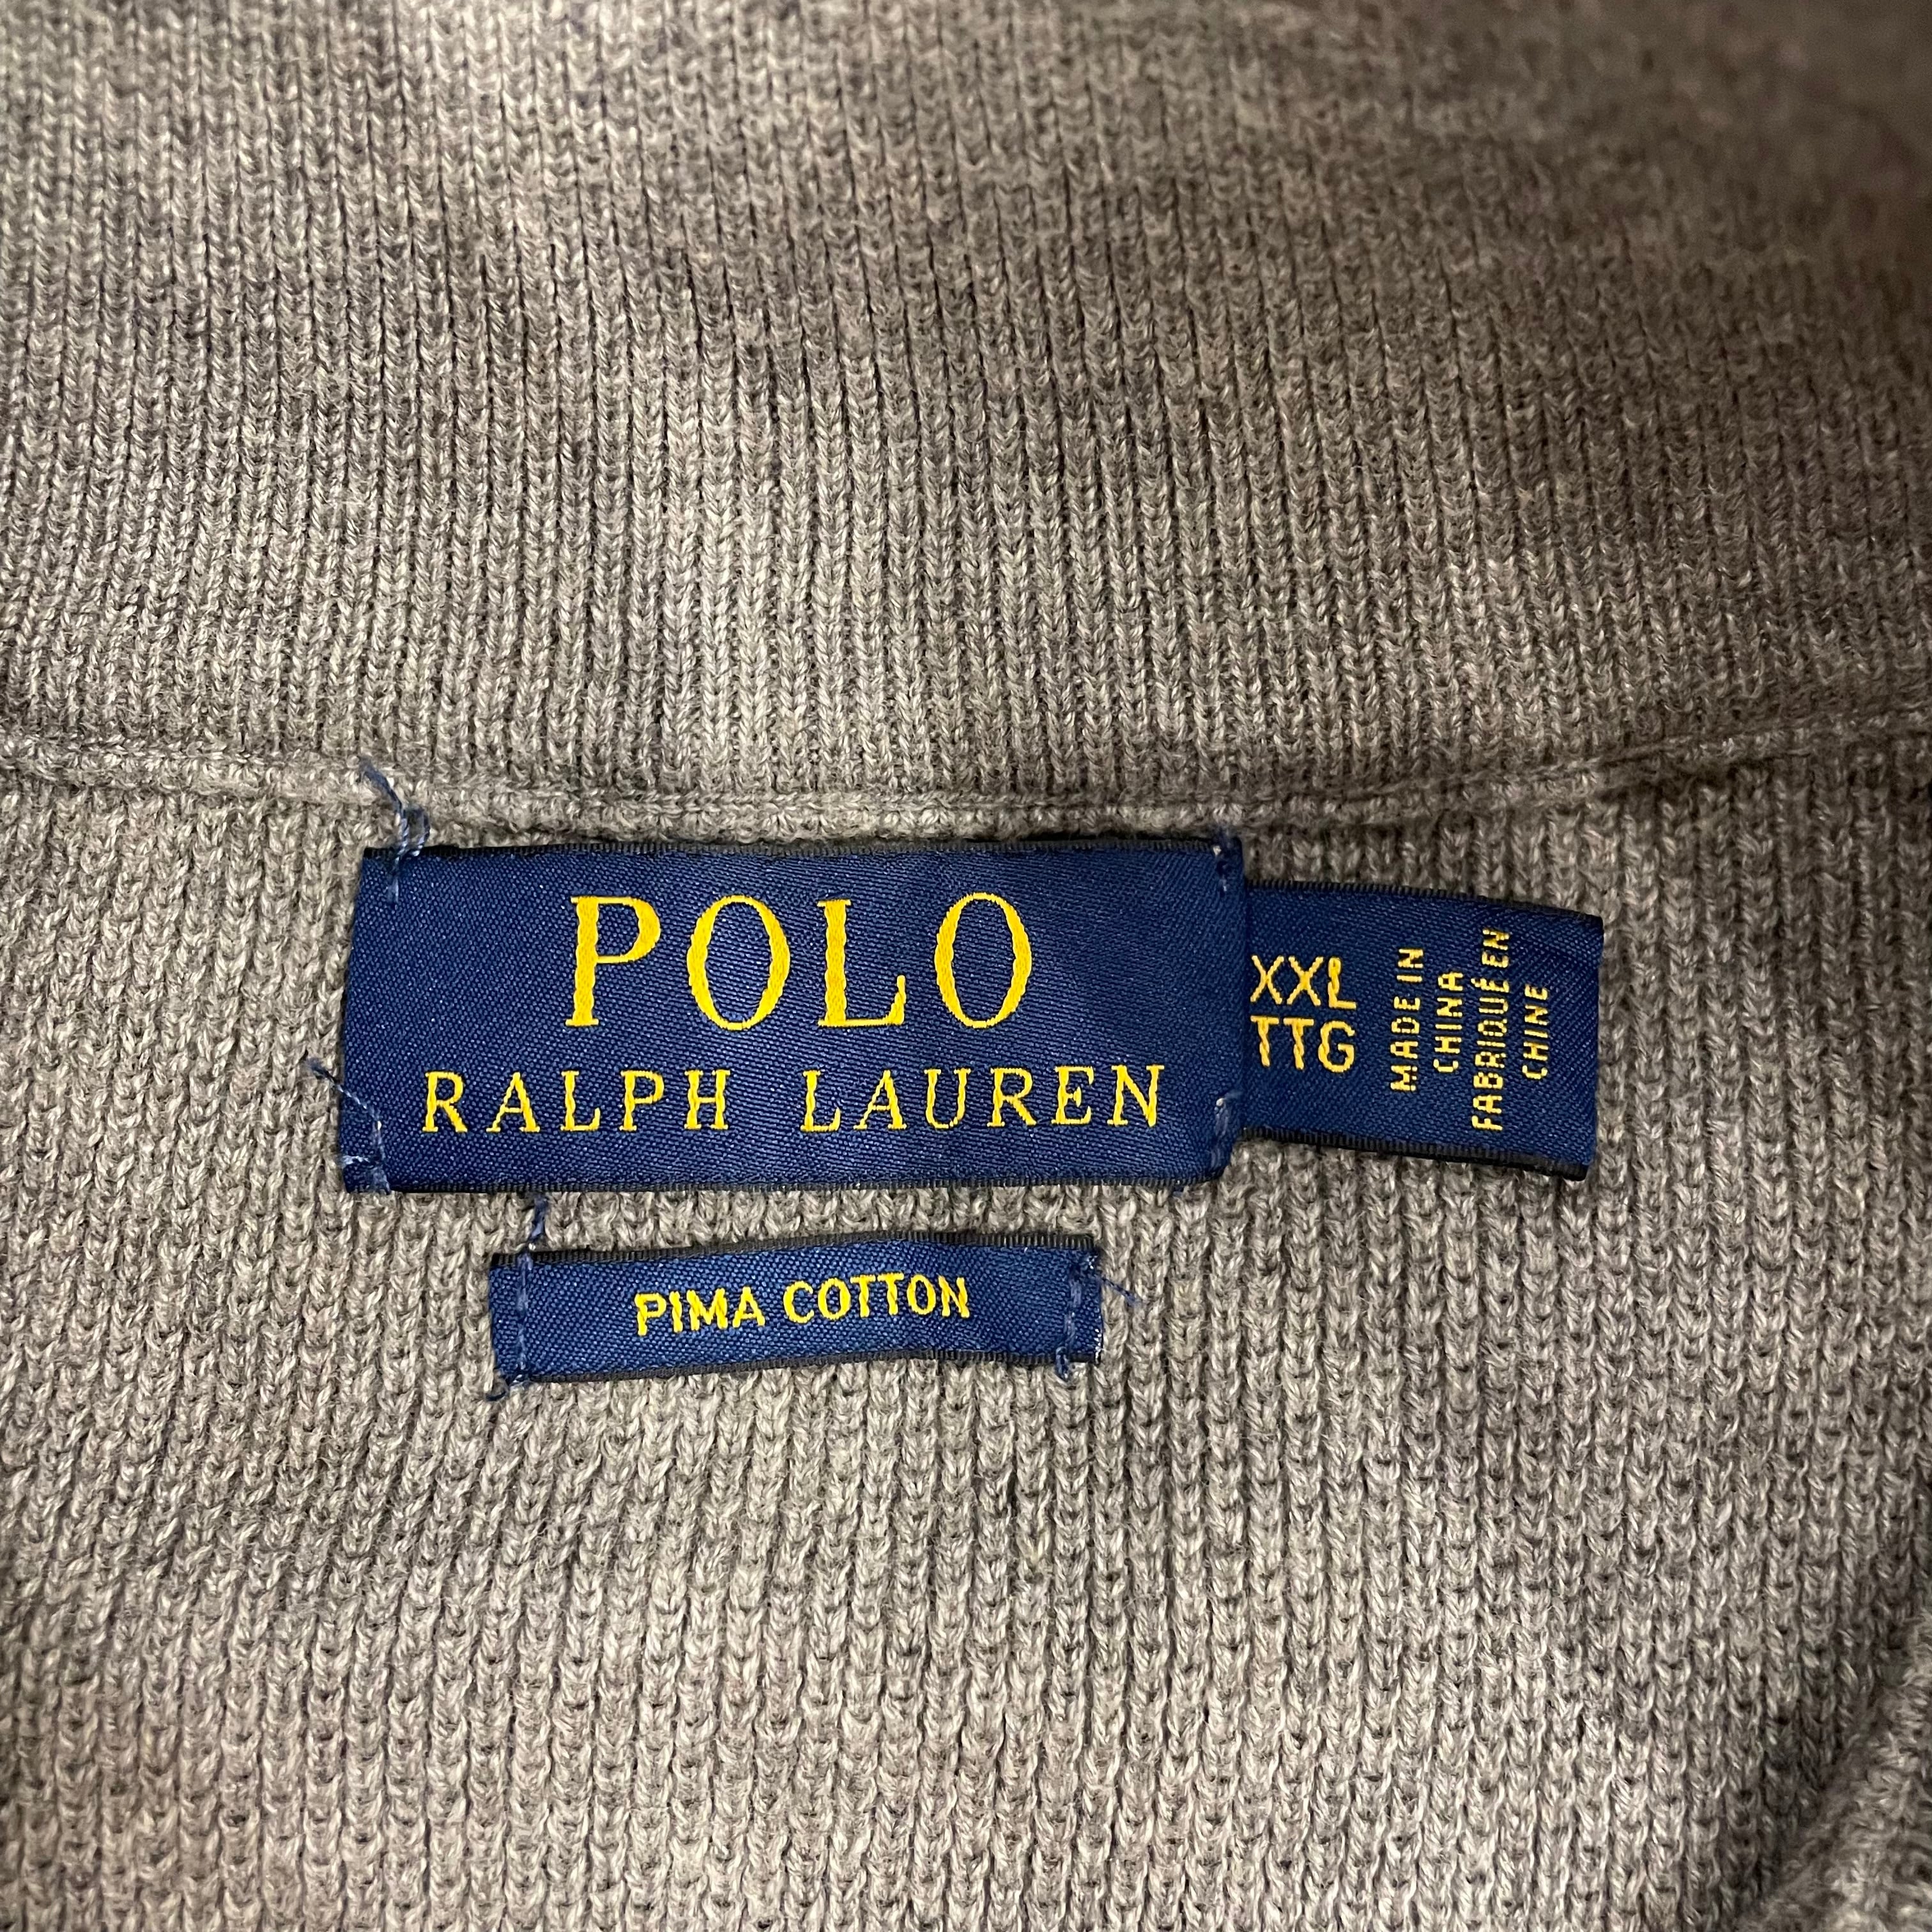 POLO
RALPH LAUREN
XXL
TTG
MADE IN
CHINA
FABRIQUÉ EN
CHINE
PIMA COTTON